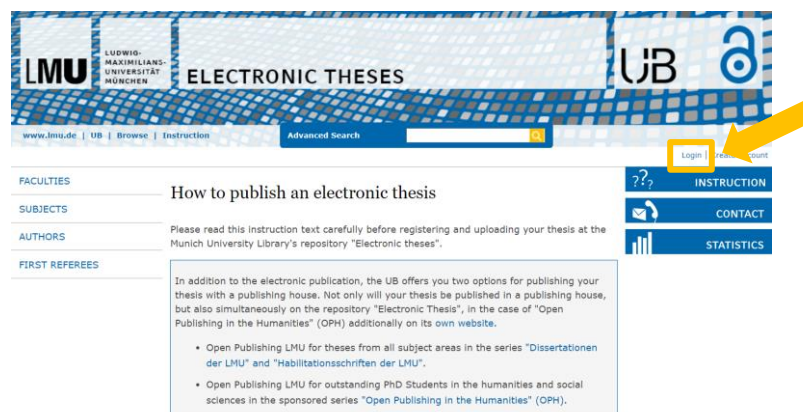 LMU
LUDWIG-
MAXIMILIANS-
UNIVERSITÄT
MÜNCHEN
ELECTRONIC THESES
UB
www.lmu.de | UB | Browse | Instruction
Advanced Search
Login |
FACULTIES
SUBJECTS
AUTHORS
FIRST REFEREES
How to publish an electronic thesis
Please read this instruction text carefully before registering and uploading your thesis at the
Munich University Library's repository "Electronic theses".
In addition to the electronic publication, the UB offers you two options for publishing your
thesis with a publishing house. Not only will your thesis be published in a publishing house,
but also simultaneously on the repository "Electronic Thesis", in the case of "Open
Publishing in the Humanities" (OPH) additionally on its own website.
• Open Publishing LMU for theses from all subject areas in the series "Dissertationen
der LMU" and "Habilitationsschriften der LMU".
• Open Publishing LMU for outstanding PhD Students in the humanities and social
sciences in the sponsored series "Open Publishing in the Humanities" (OPH).
??? INSTRUCTION
CONTACT
STATISTICS